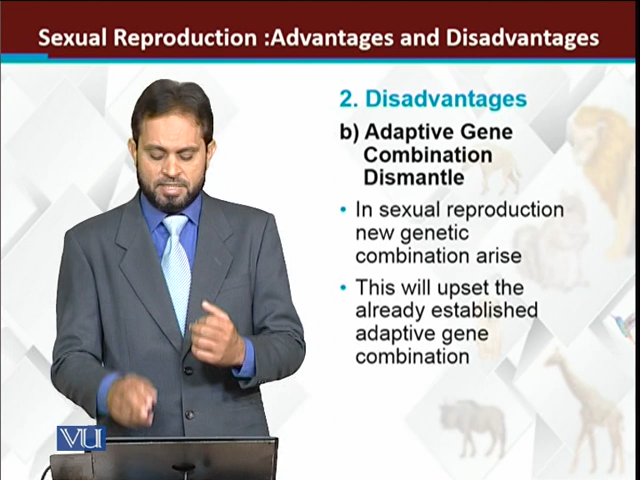 Sexual Reproduction :Advantages and Disadvantages
2. Disadvantages
b) Adaptive Gene
Combination
Dismantle
• In sexual reproduction
new genetic
combination arise
• This will upset the
already established
adaptive gene
combination
VU